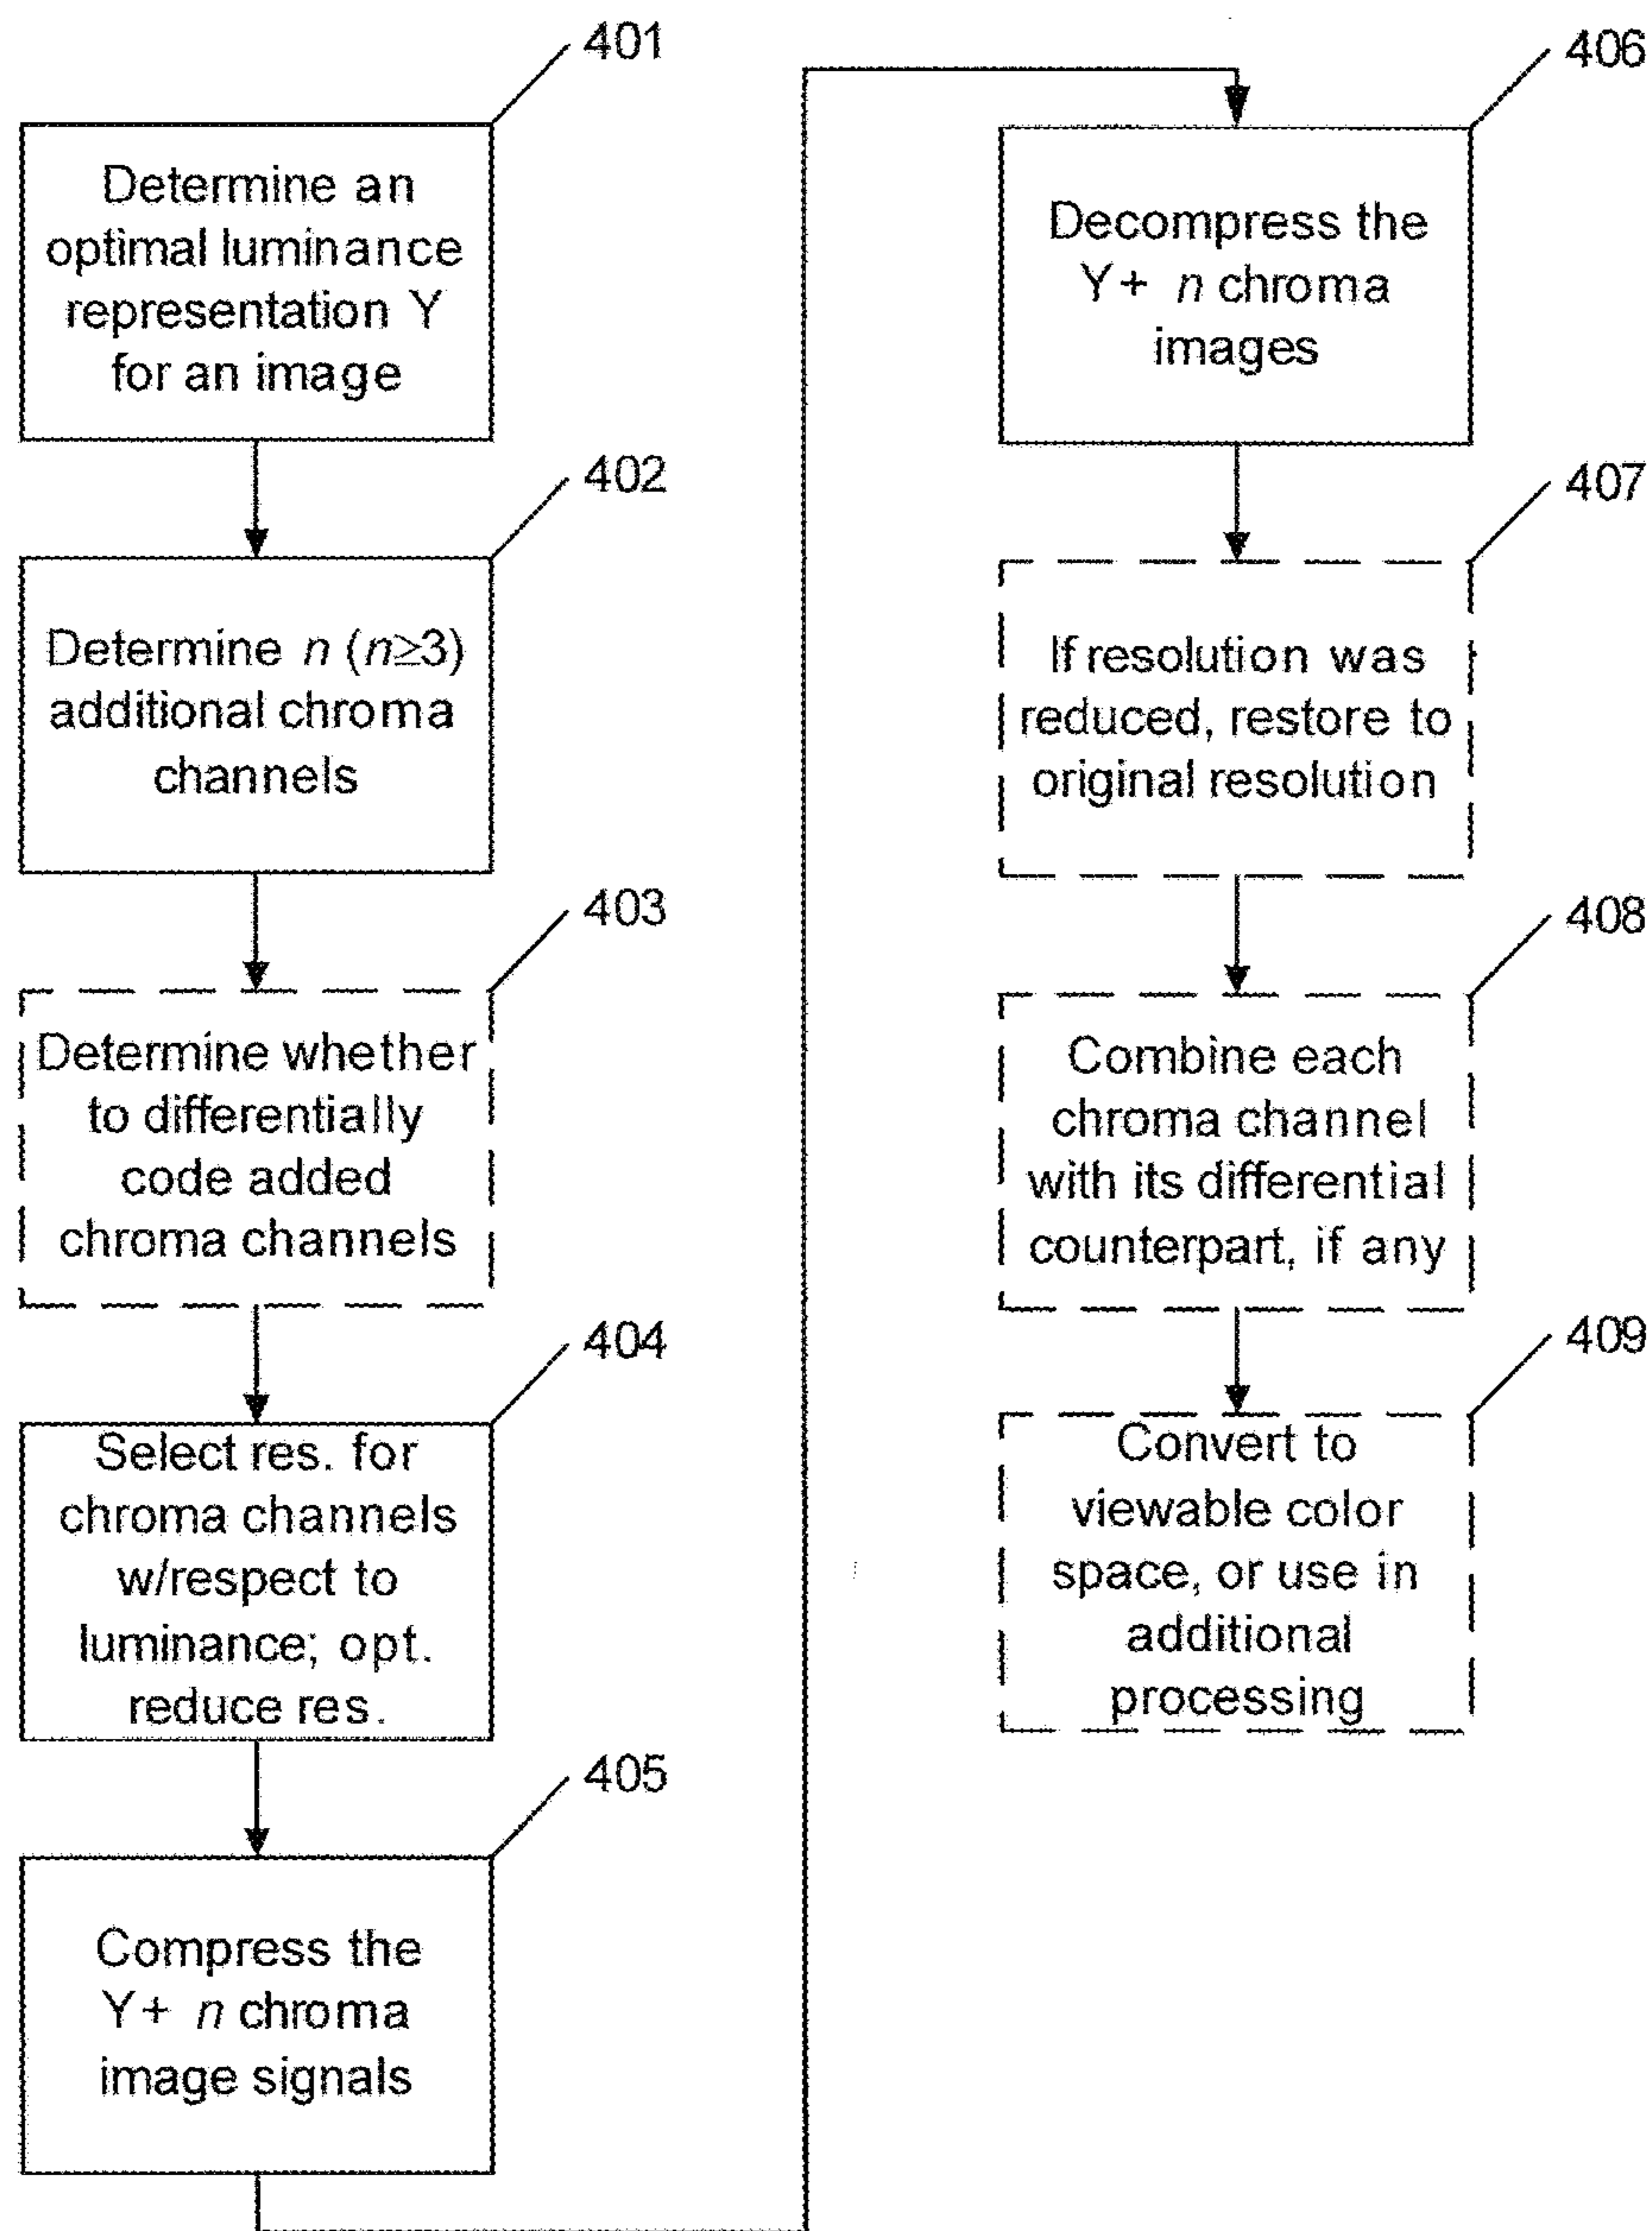 401
Determine an
optimal luminance
representation Y
for an image
402
Determine n (n≥3)
additional chroma
channels
403
Determine whether
to differentially
code added
chroma channels
404
Select res. for
chroma channels
w/respect to
luminance; opt.
reduce res.
405
Compress the
Y+ n chroma
image signals
406
Decompress the
Y+ n chroma
images
407
If resolution was
reduced, restore to
original resolution
408
Combine each
chroma channel
with its differential
counterpart, if any
409
Convert to
viewable color
space, or use in
additional
processing